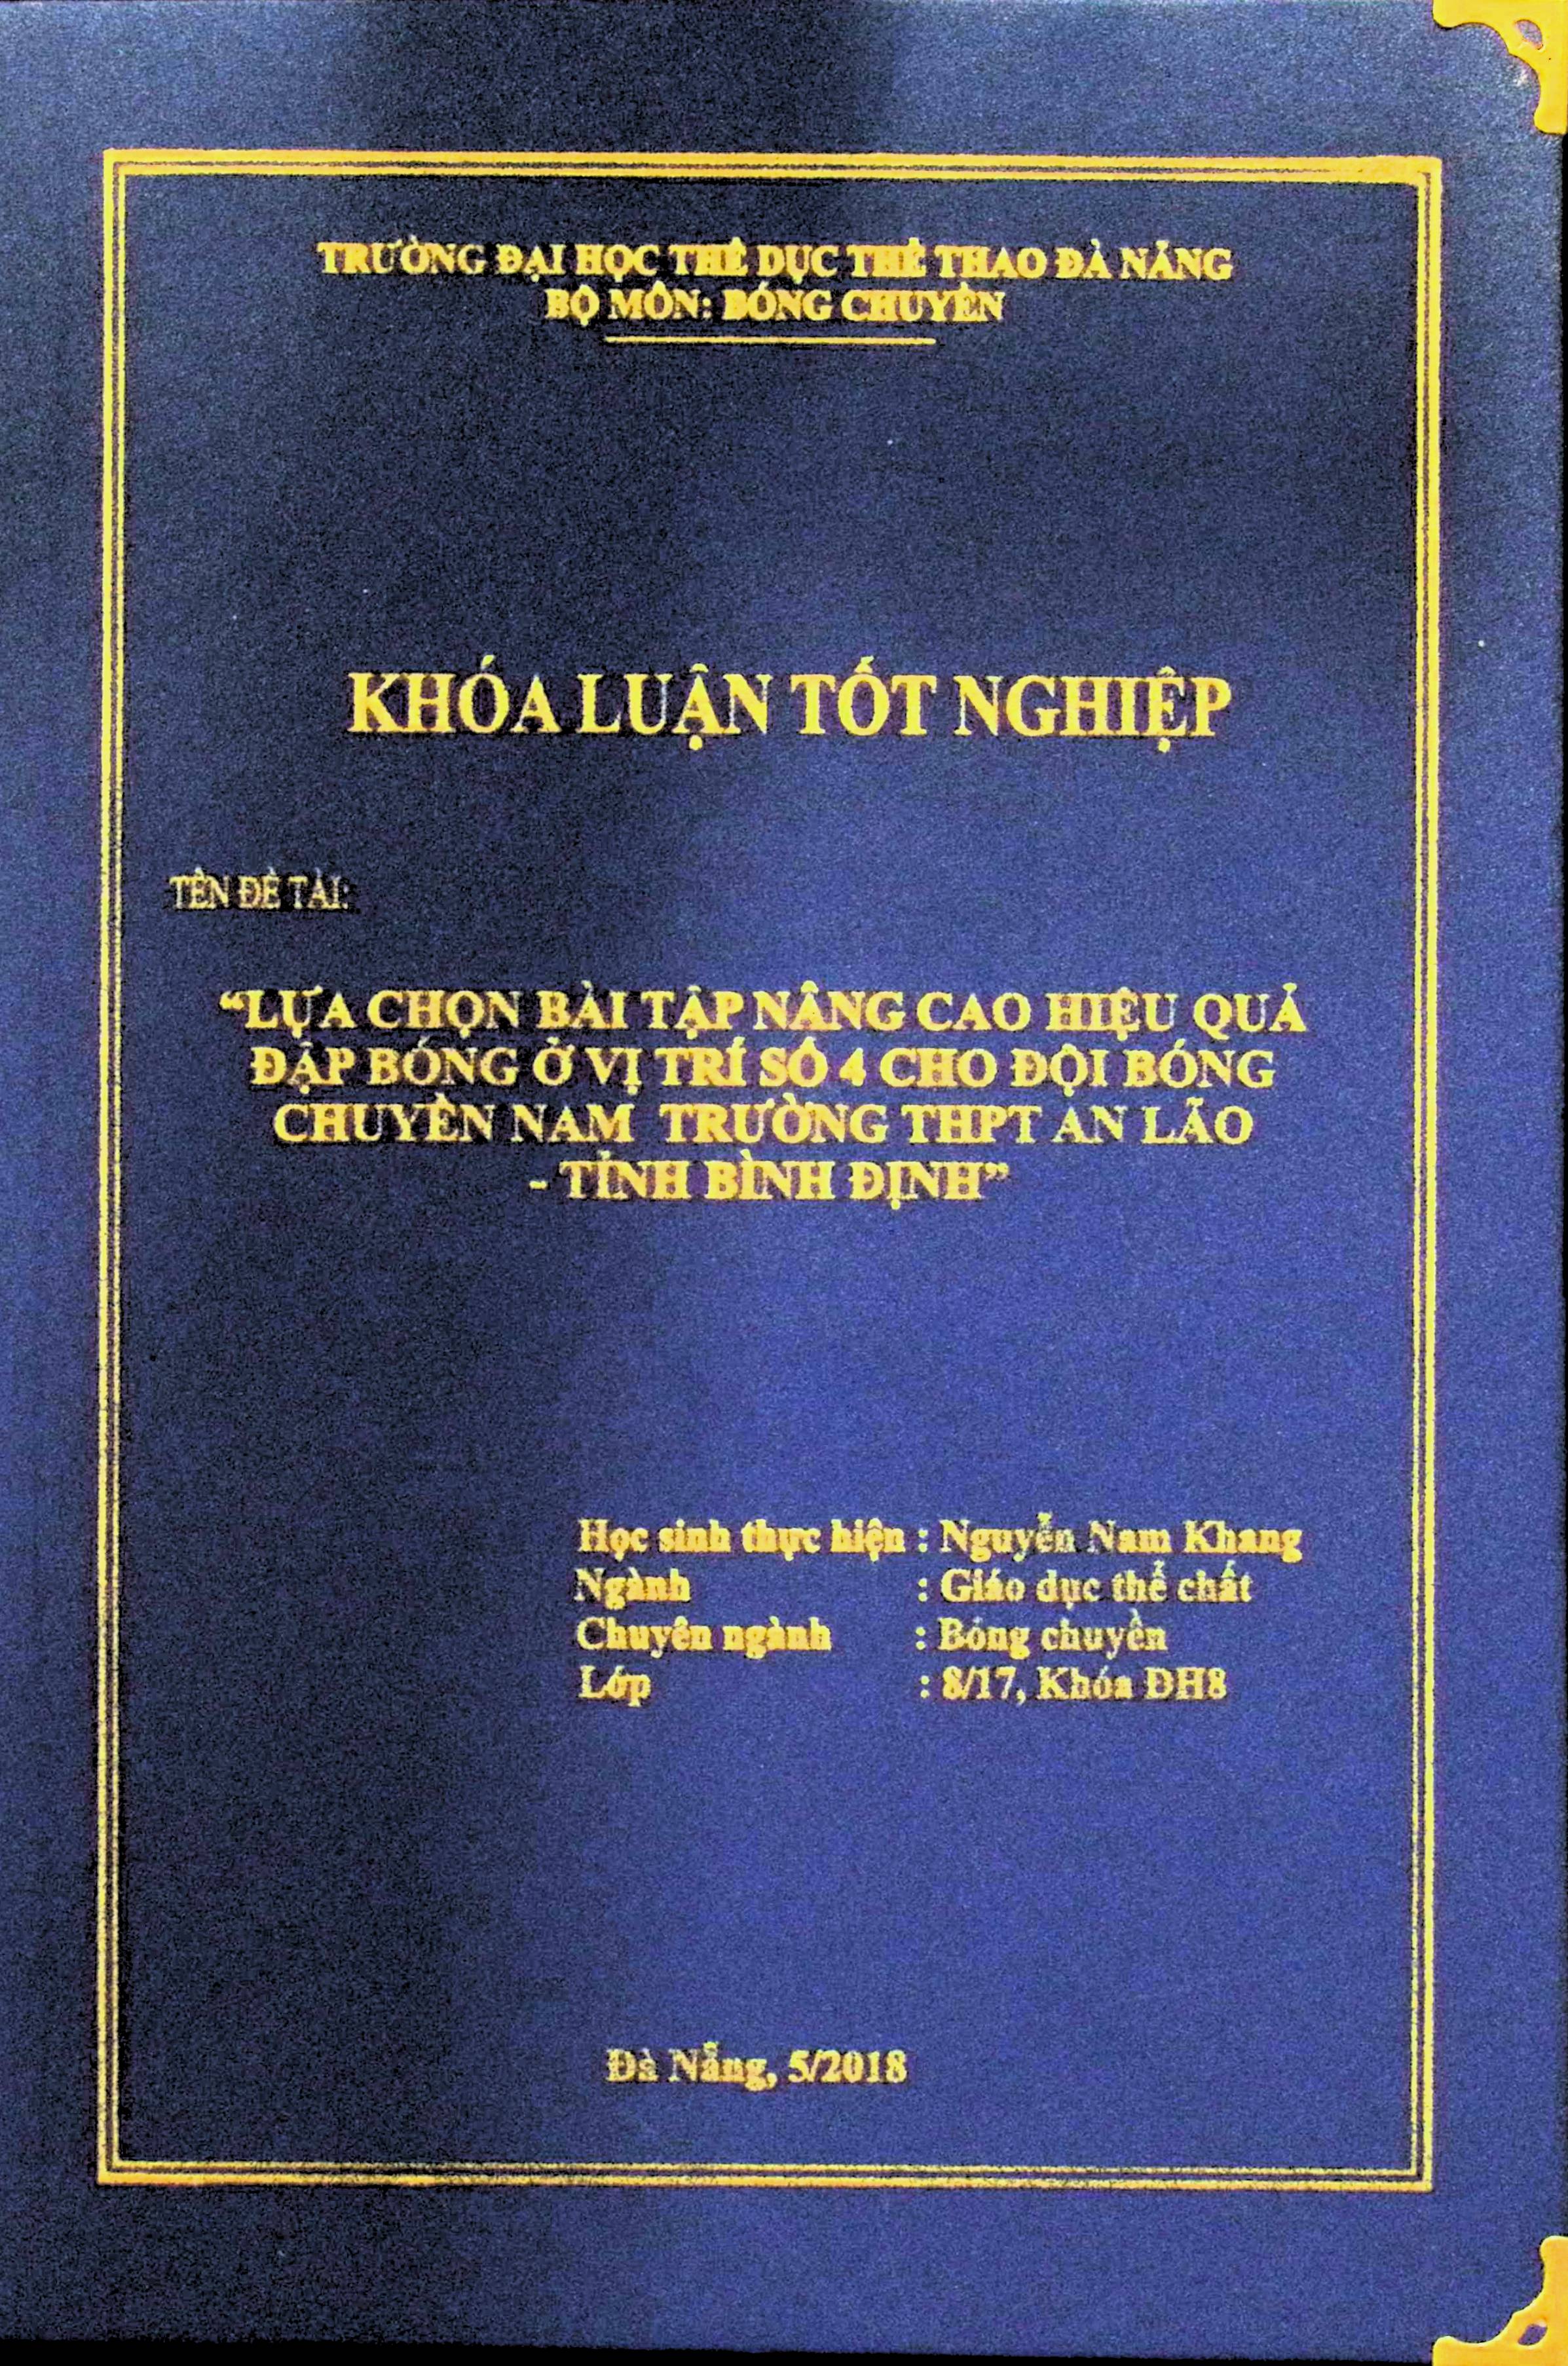 TRƯỜNG ĐẠI HỌC THỂ DỤC THỂ THAO ĐÀ NẴNG
BỘ MÔN: BÓNG CHUYỀN
KHÓA LUẬN TỐT NGHIỆP
TÊN ĐỀ TÀI:
“LỰA CHỌN BÀI TẬP NÂNG CAO HIỆU QUẢ
ĐẬP BÓNG Ở VỊ TRÍ SỐ 4 CHO ĐỘI BÓNG
CHUYỀN NAM TRƯỜNG THPT AN LÃO
- TỈNH BÌNH ĐỊNH”
Học sinh thực hiện : Nguyễn Nam Khang
Ngành : Giáo dục thể chất
Chuyên ngành : Bóng chuyền
Lớp : 8/17, Khóa ĐH8
Đà Nẵng, 5/2018